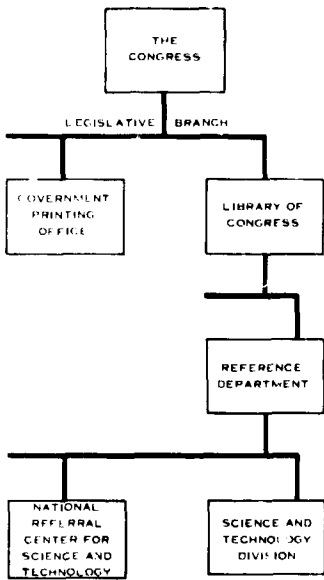 THE
CONGRESS
LEGISLATIVE BRANCH
GOVERNMENT
PRINTING
OFFICE
LIBRARY OF
CONGRESS
REFERENCE
DEPARTMENT
NATIONAL
REFERRAL
CENTER FOR
SCIENCE AND
TECHNOLOGY
SCIENCE AND
TECHNOLOGY
DIVISION